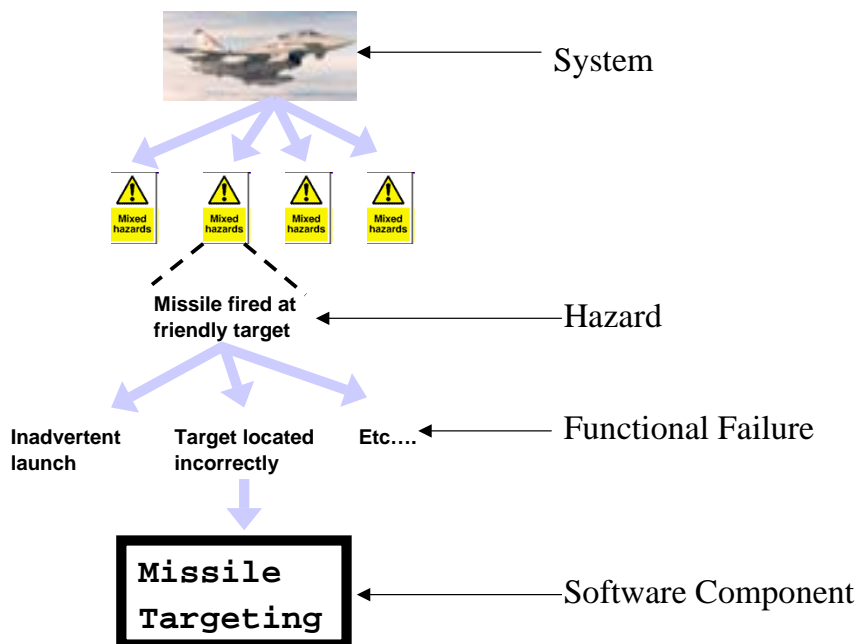 System
Mixed
hazards
Mixed
hazards
Mixed
hazards
Mixed
hazards
Missile fired at
friendly target
Hazard
Inadvertent
launch
Target located
incorrectly
Etc....
Functional Failure
Missile
Targeting
Software Component